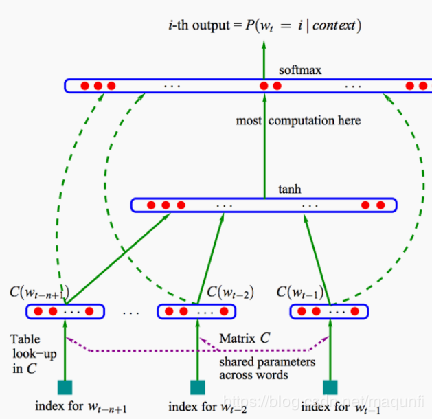 i-th output = P(w_t = i | context)
softmax
...
...
most computation here
tanh
...
...
C(w_{t-n+1})
C(w_{t-2})
C(w_{t-1})
...
...
...
...
Table
look-up
in C
Matrix C
shared parameters
across words
index for w_{t-n+1}
index for w_{t-2}
index for w_{t-1}
https://blog.csdn.net/maqunfi